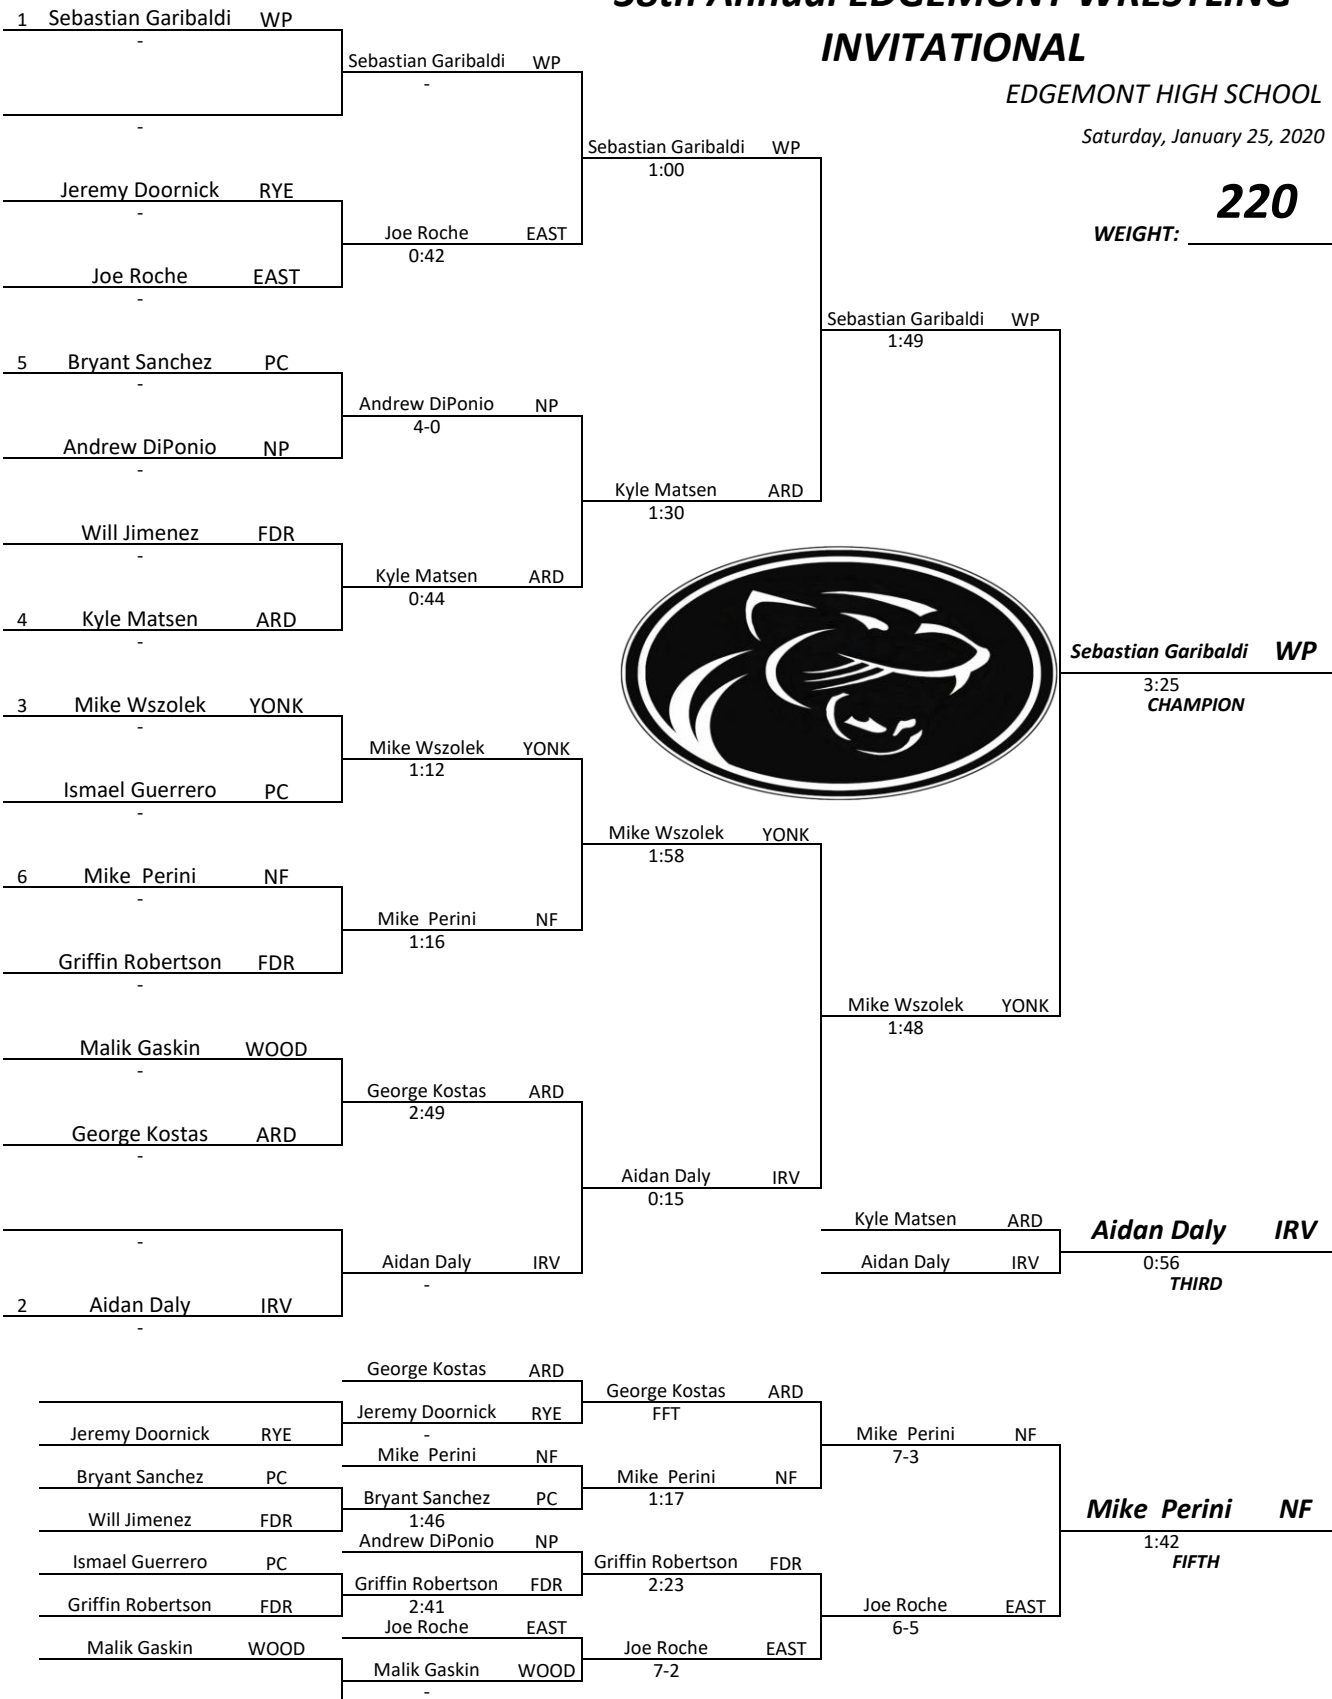 38th Annual EDGEMONT WRESTLING
INVITATIONAL
EDGEMONT HIGH SCHOOL
Saturday, January 25, 2020
WEIGHT: 220
1 Sebastian Garibaldi WP
-
Sebastian Garibaldi WP
-
-
Sebastian Garibaldi WP
1:00
Jeremy Doornick RYE
-
Joe Roche EAST
0:42
Joe Roche EAST
-
Sebastian Garibaldi WP
1:49
5 Bryant Sanchez PC
-
Andrew DiPonio NP
4-0
Andrew DiPonio NP
-
Kyle Matsen ARD
1:30
Will Jimenez FDR
-
Kyle Matsen ARD
0:44
4 Kyle Matsen ARD
-
Sebastian Garibaldi WP
3:25
CHAMPION
3 Mike Wszolek YONK
-
Mike Wszolek YONK
1:12
Ismael Guerrero PC
-
Mike Wszolek YONK
1:58
6 Mike Perini NF
-
Mike Perini NF
1:16
Griffin Robertson FDR
-
Mike Wszolek YONK
1:48
Malik Gaskin WOOD
-
George Kostas ARD
2:49
George Kostas ARD
-
Aidan Daly IRV
0:15
-
Aidan Daly IRV
-
2 Aidan Daly IRV
-
Kyle Matsen ARD
Aidan Daly IRV
Aidan Daly IRV
0:56
THIRD
George Kostas ARD
George Kostas ARD
FFT
Jeremy Doornick RYE
Jeremy Doornick RYE
-
Mike Perini NF
7-3
Mike Perini NF
Bryant Sanchez PC
Mike Perini NF
1:17
Bryant Sanchez PC
1:46
Will Jimenez FDR
Mike Perini NF
1:42
FIFTH
Andrew DiPonio NP
Ismael Guerrero PC
Griffin Robertson FDR
2:23
Griffin Robertson FDR
2:41
Griffin Robertson FDR
Joe Roche EAST
6-5
Joe Roche EAST
Malik Gaskin WOOD
Joe Roche EAST
7-2
Malik Gaskin WOOD
-